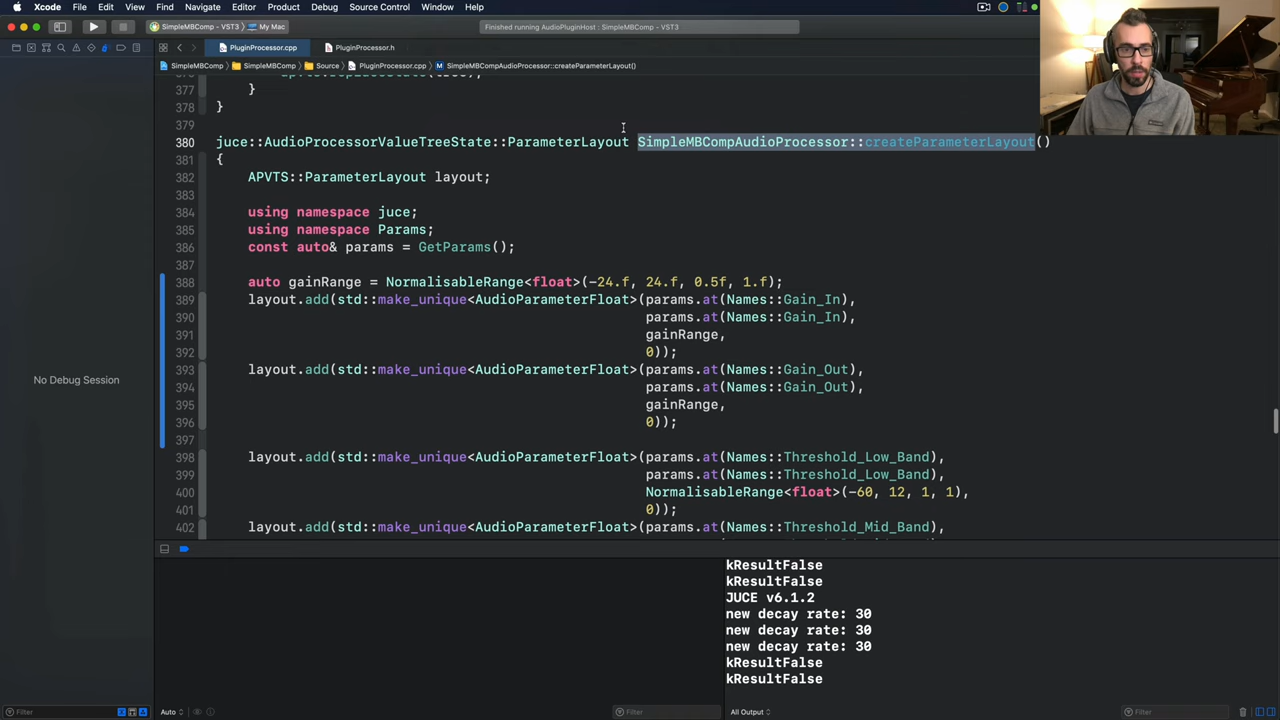 Xcode File Edit View Find Navigate Editor Product Debug Source Control Window Help
SimpleMBComp - VST3 My Mac
Finished running AudioPluginHost : SimpleMBComp - VST3
PluginProcessor.cpp PluginProcessor.h
SimpleMBComp SimpleMBComp Source PluginProcessor.cpp SimpleMBCompAudioProcessor::createParameterLayout()
377 }
378 }
379
380 juce::AudioProcessorValueTreeState::ParameterLayout SimpleMBCompAudioProcessor::createParameterLayout()
381 {
382 APVTS::ParameterLayout layout;
383
384 using namespace juce;
385 using namespace Params;
386 const auto& params = GetParams();
387
388 auto gainRange = NormalisableRange<float>(-24.f, 24.f, 0.5f, 1.f);
389 layout.add(std::make_unique<AudioParameterFloat>(params.at(Names::Gain_In),
390 params.at(Names::Gain_In),
391 gainRange,
392 0));
393 layout.add(std::make_unique<AudioParameterFloat>(params.at(Names::Gain_Out),
394 params.at(Names::Gain_Out),
395 gainRange,
396 0));
397
398 layout.add(std::make_unique<AudioParameterFloat>(params.at(Names::Threshold_Low_Band),
399 params.at(Names::Threshold_Low_Band),
400 NormalisableRange<float>(-60, 12, 1, 1),
401 0));
402 layout.add(std::make_unique<AudioParameterFloat>(params.at(Names::Threshold_Mid_Band),
No Debug Session
kResultFalse
kResultFalse
JUCE v6.1.2
new decay rate: 30
new decay rate: 30
new decay rate: 30
kResultFalse
kResultFalse
Filter
Auto
Filter
All Output
Filter